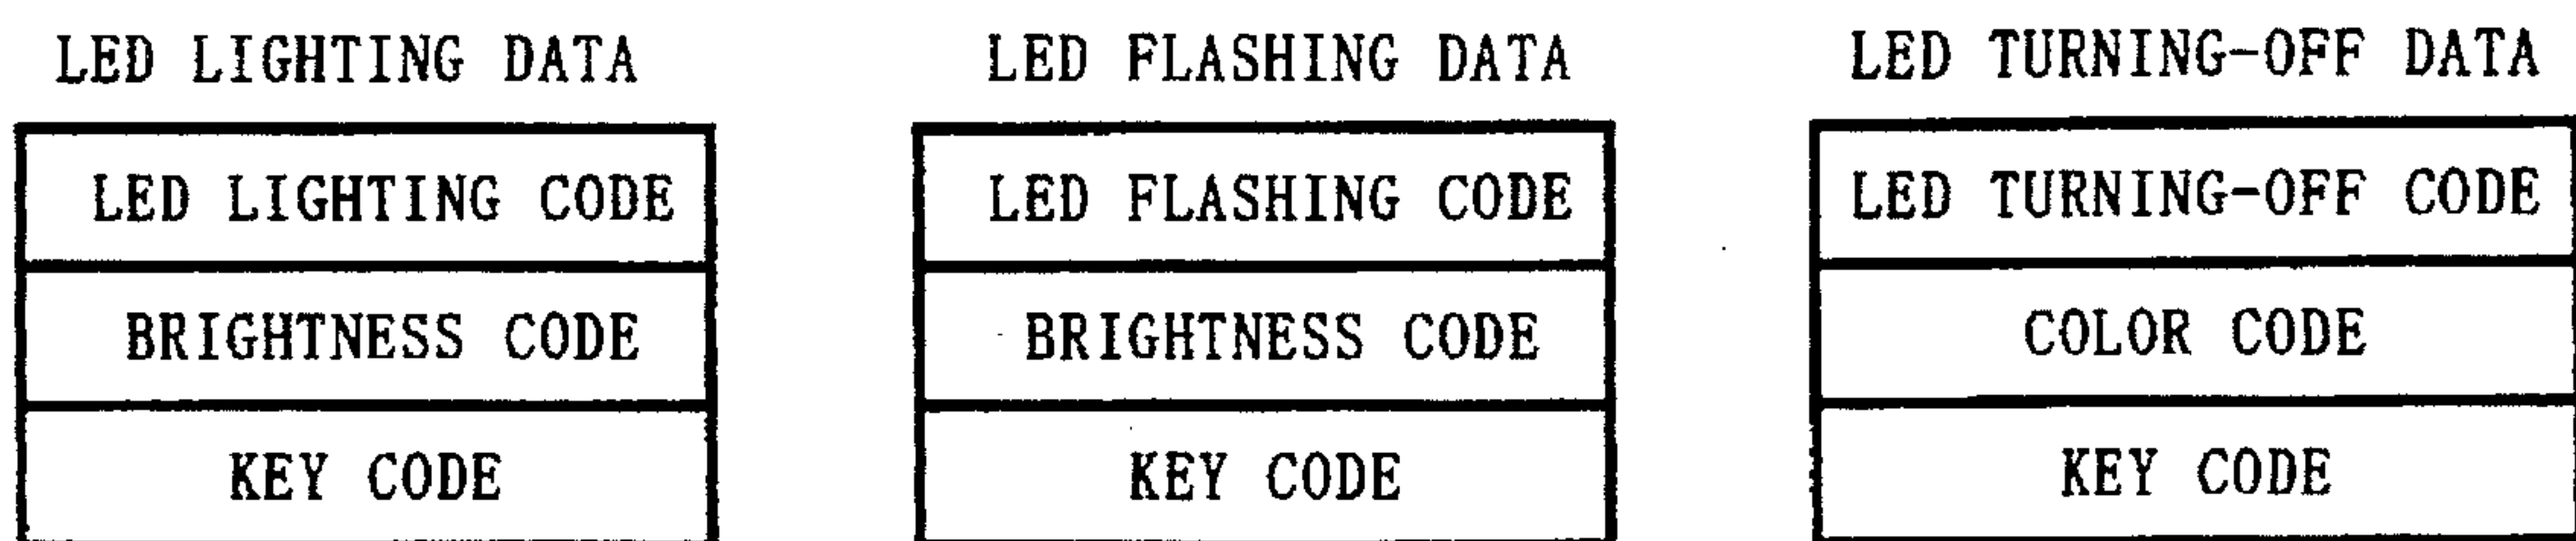 LED LIGHTING DATA
LED LIGHTING CODE
BRIGHTNESS CODE
KEY CODE
LED FLASHING DATA
LED FLASHING CODE
BRIGHTNESS CODE
KEY CODE
LED TURNING-OFF DATA
LED TURNING-OFF CODE
COLOR CODE
KEY CODE